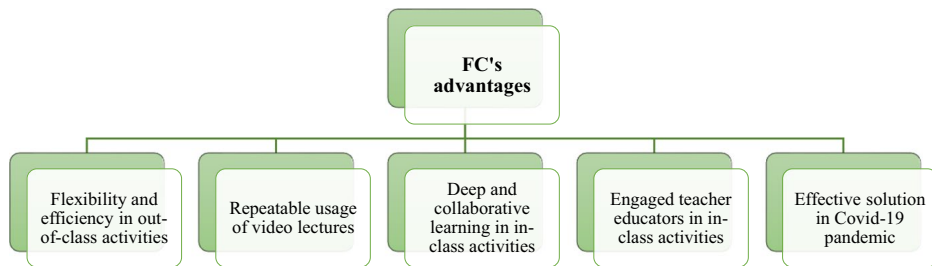 FC's
advantages
Flexibility and
efficiency in out-
of-class activities
Repeatable usage
of video lectures
Deep and
collaborative
learning in in-
class activities
Engaged teacher
educators in in-
class activities
Effective solution
in Covid-19
pandemic